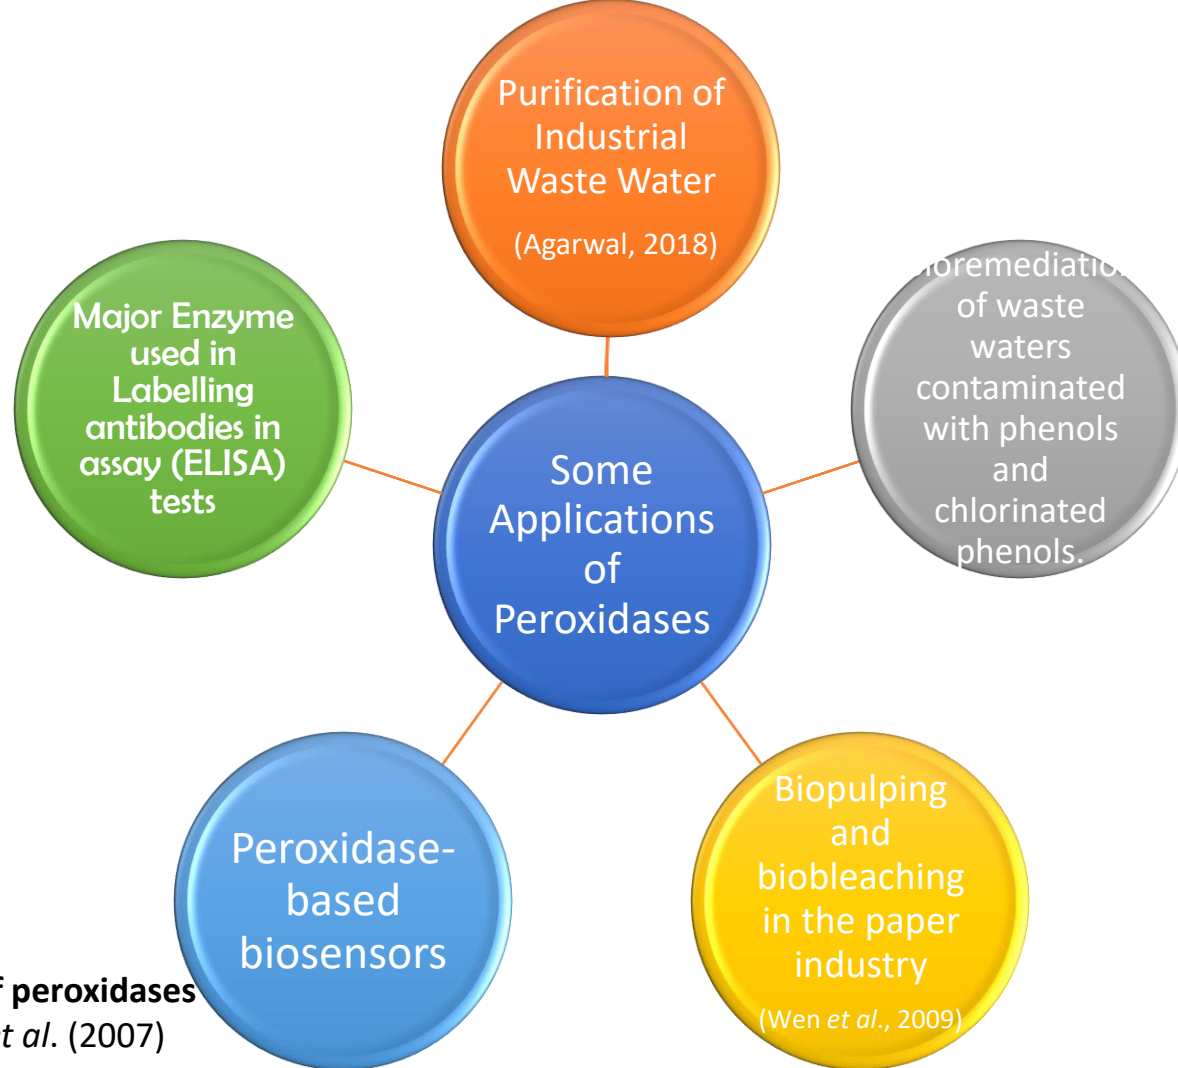 Purification of
Industrial
Waste Water
(Agarwal, 2018)
Major Enzyme
used in
Labelling
antibodies in
assay (ELISA)
tests
of waste
waters
contaminated
with phenols
and
chlorinated
phenols.
Some
Applications
of
Peroxidases
Peroxidase-
based
biosensors
Biopulping
and
biobleaching
in the paper
industry
(Wen et al., 2009)
peroxidases
et al. (2007)